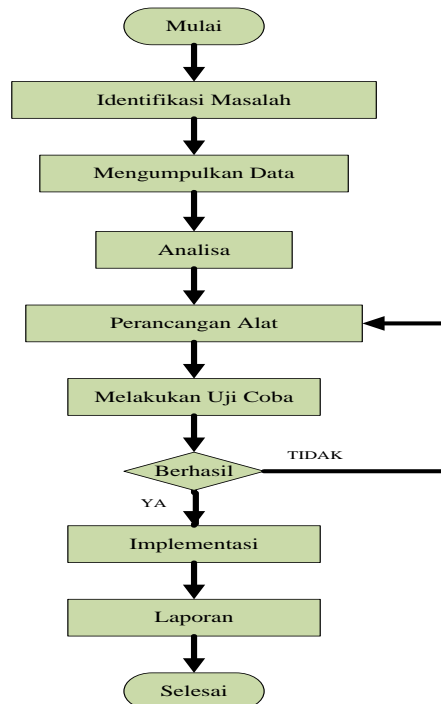 Mulai
Identifikasi Masalah
Mengumpulkan Data
Analisa
Perancangan Alat
Melakukan Uji Coba
Berhasil
TIDAK
YA
Implementasi
Laporan
Selesai